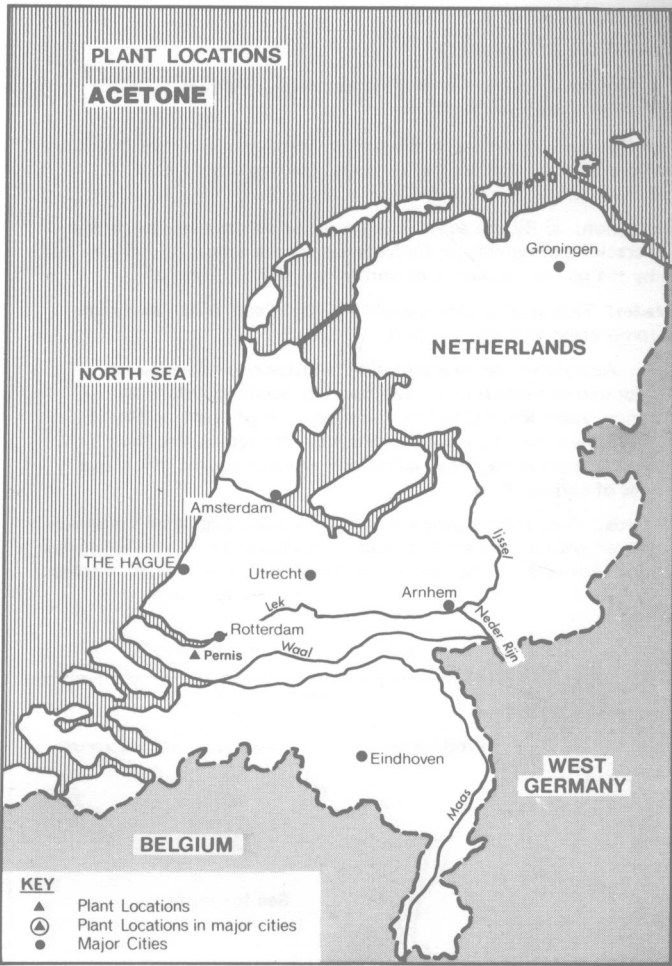 PLANT LOCATIONS
ACETONE
Groningen
NETHERLANDS
NORTH SEA
Amsterdam
THE HAGUE
Utrecht
Ijssel
Arnhem
Lek
Neder Rijn
Rotterdam
Waal
Pernis
Eindhoven
WEST
GERMANY
Maas
BELGIUM
KEY
Plant Locations
Plant Locations in major cities
Major Cities